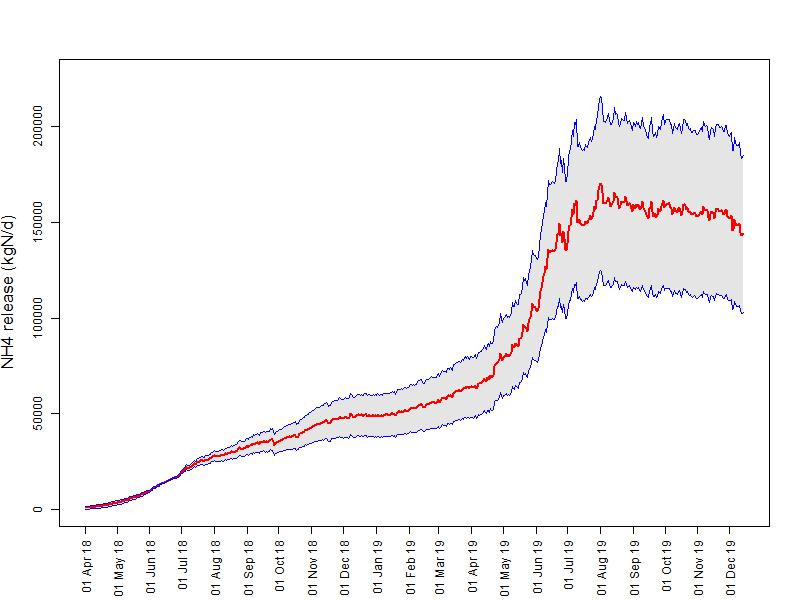 NH4 release (kgN/d)
200000
150000
100000
50000
0
01 Apr 18
01 May 18
01 Jun 18
01 Jul 18
01 Aug 18
01 Sep 18
01 Oct 18
01 Nov 18
01 Dec 18
01 Jan 19
01 Feb 19
01 Mar 19
01 Apr 19
01 May 19
01 Jun 19
01 Jul 19
01 Aug 19
01 Sep 19
01 Oct 19
01 Nov 19
01 Dec 19